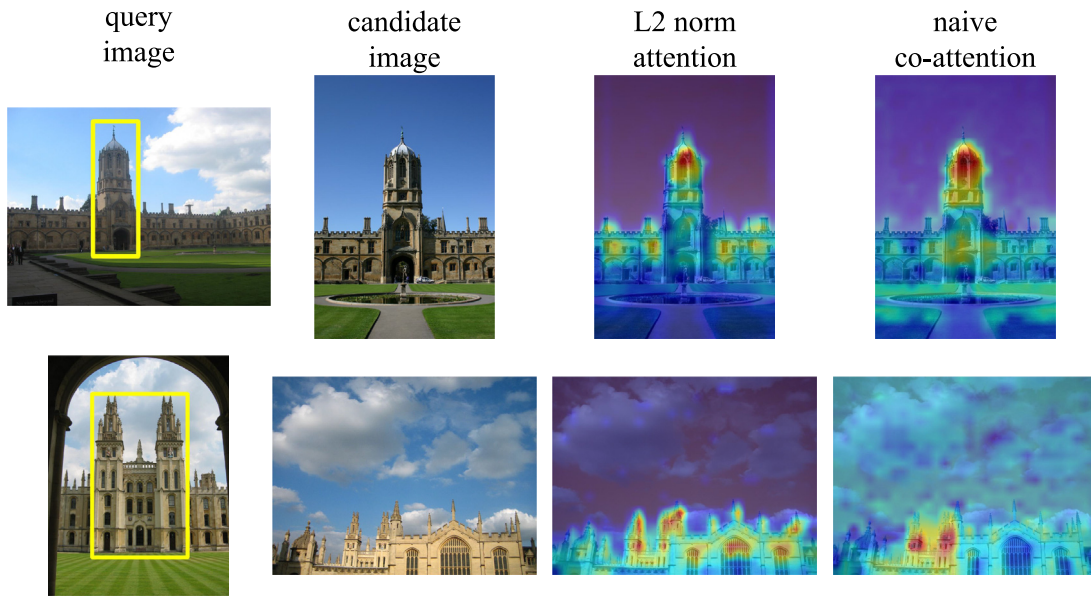 query
image
candidate
image
L2 norm
attention
naive
co-attention